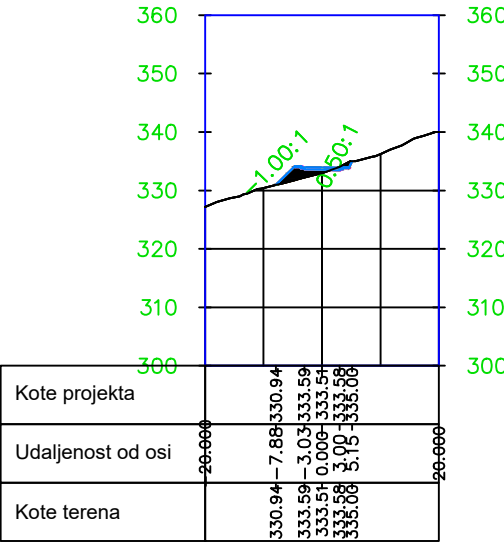 360 360
350 350
340 340
-1.00:1 0.50:1
330 330
320 320
310 310
300 300
Kote projekta 330.94 333.59 333.51 333.58 335.00
Udaljenost od osi -20.000 -7.88 -3.03 0.000 3.00 5.15 20.000
Kote terena 330.94 333.59 333.51 333.58 335.00